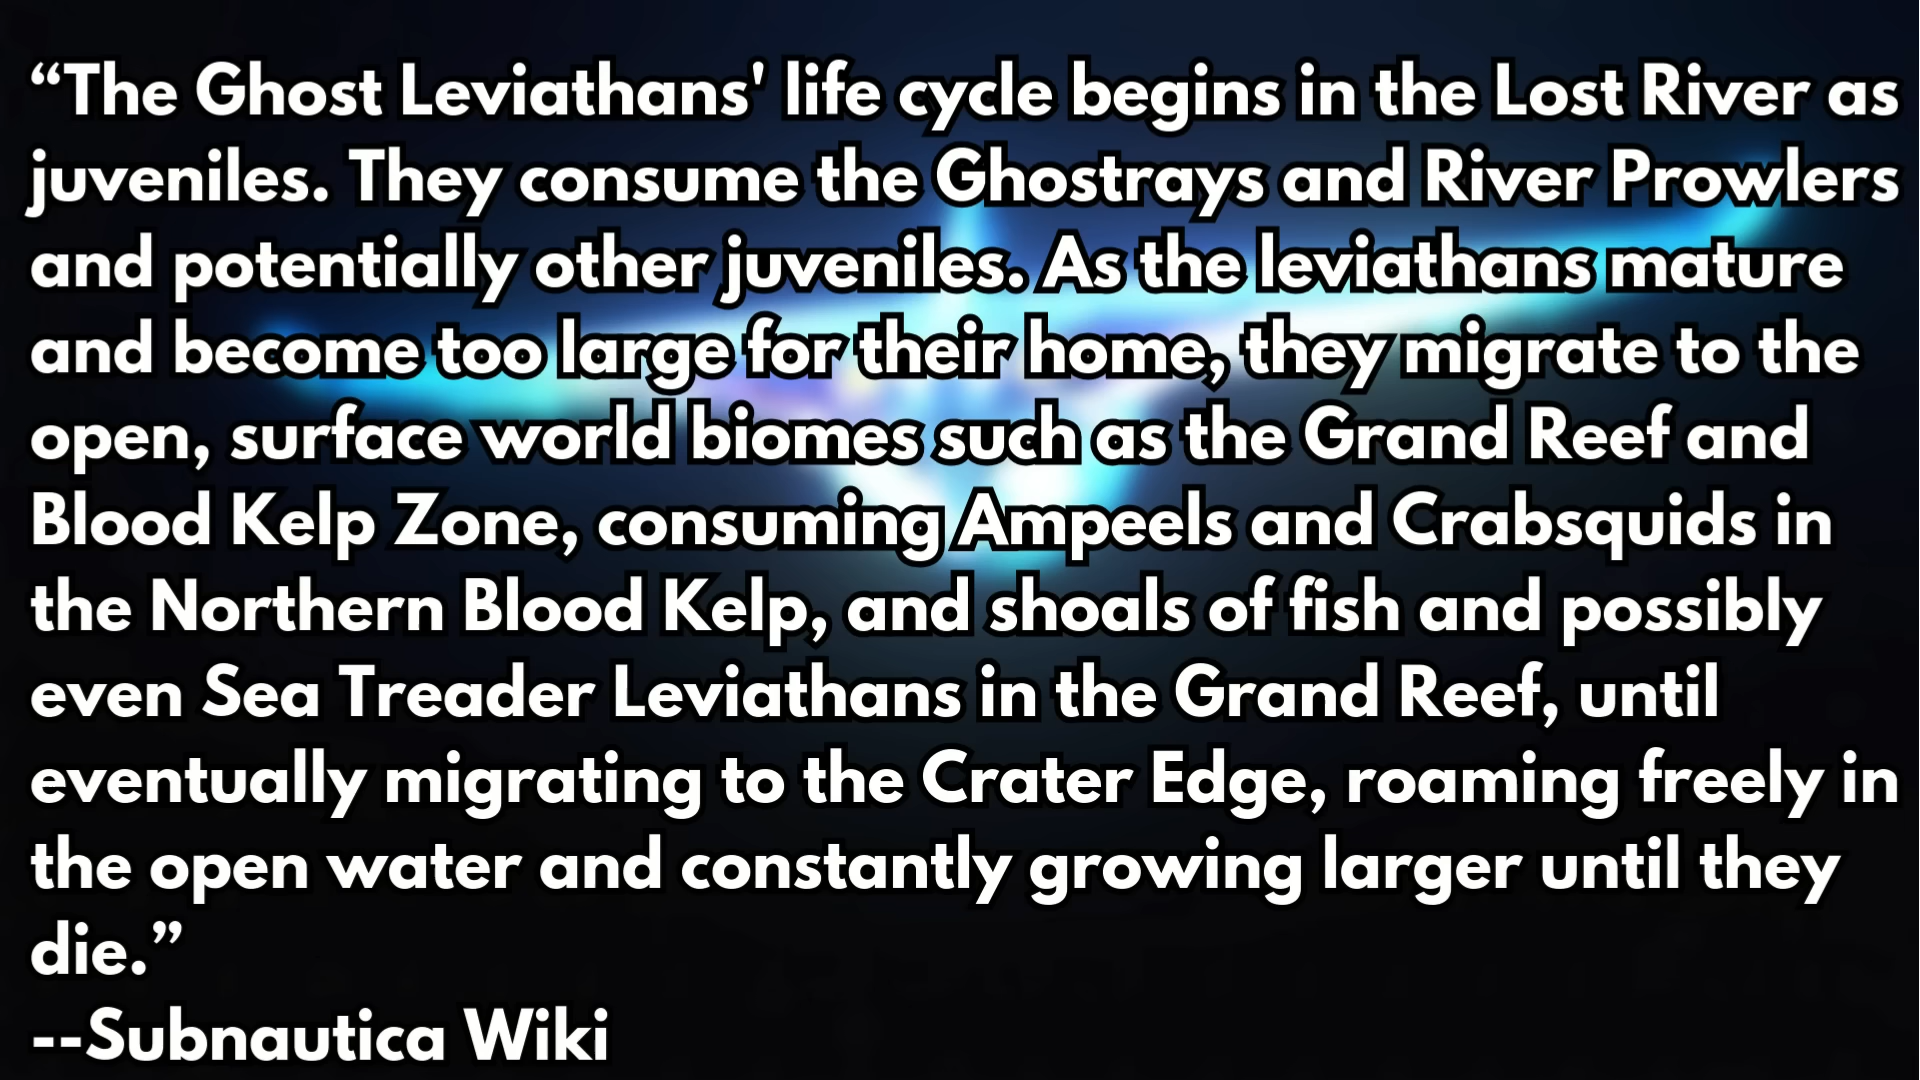 “The Ghost Leviathans' life cycle begins in the Lost River as
juveniles. They consume the Ghostrays and River Prowlers
and potentially other juveniles. As the leviathans mature
and become too large for their home, they migrate to the
open, surface world biomes such as the Grand Reef and
Blood Kelp Zone, consuming Ampeels and Crabsquids in
the Northern Blood Kelp, and shoals of fish and possibly
even Sea Treader Leviathans in the Grand Reef, until
eventually migrating to the Crater Edge, roaming freely in
the open water and constantly growing larger until they
die.”
--Subnautica Wiki